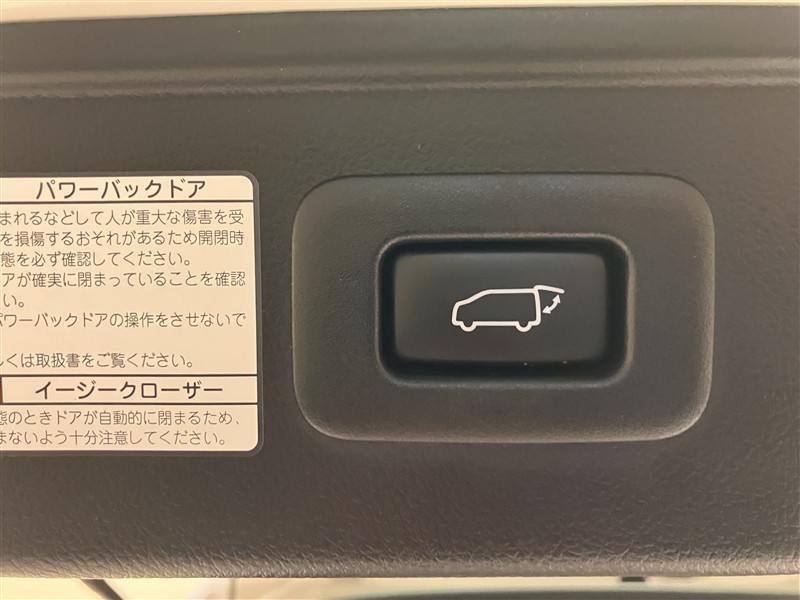 パワーバックドア
まれるなどして人が重大な傷害を受
を損傷するおそれがあるため開閉時
態を必ず確認してください。
アが確実に閉まっていることを確認
い。
パワーバックドアの操作をさせないで
しくは取扱書をご覧ください。
イージークローザー
態のときドアが自動的に閉まるため、
まないよう十分注意してください。